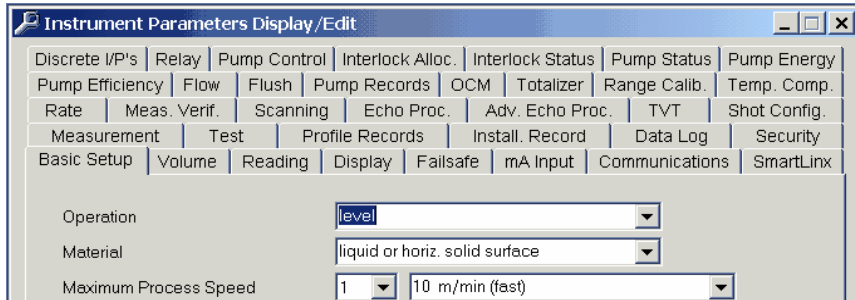 Instrument Parameters Display/Edit
Discrete I/P's Relay Pump Control Interlock Alloc. Interlock Status Pump Status Pump Energy
Pump Efficiency Flow Flush Pump Records OCM Totalizer Range Calib. Temp. Comp.
Rate Meas. Verif. Scanning Echo Proc. Adv. Echo Proc. TVT Shot Config.
Measurement Test Profile Records Install. Record Data Log Security
Basic Setup Volume Reading Display Failsafe mA Input Communications SmartLinx
Operation level
Material liquid or horiz. solid surface
Maximum Process Speed 1 10 m/min (fast)